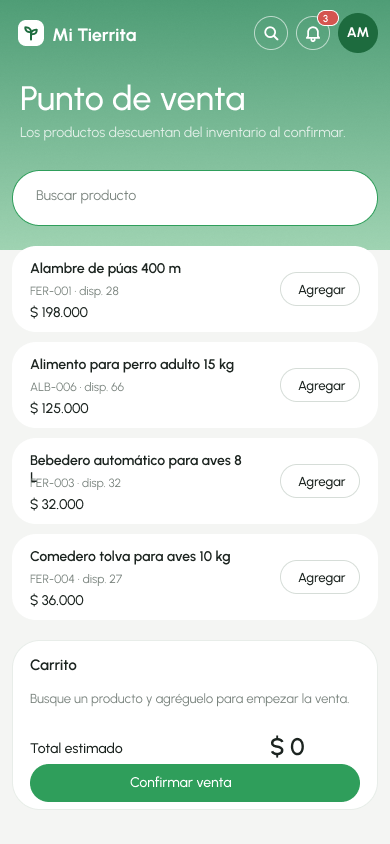 Mi Tierrita
3
AM
Punto de venta
Los productos descuentan del inventario al confirmar.
Buscar producto
Alambre de púas 400 m
FER-001 · disp. 28
$ 198.000
Agregar
Alimento para perro adulto 15 kg
ALB-006 · disp. 66
$ 125.000
Agregar
Bebedero automático para aves 8
L
FER-003 · disp. 32
$ 32.000
Agregar
Comedero tolva para aves 10 kg
FER-004 · disp. 27
$ 36.000
Agregar
Carrito
Busque un producto y agréguelo para empezar la venta.
Total estimado
$ 0
Confirmar venta